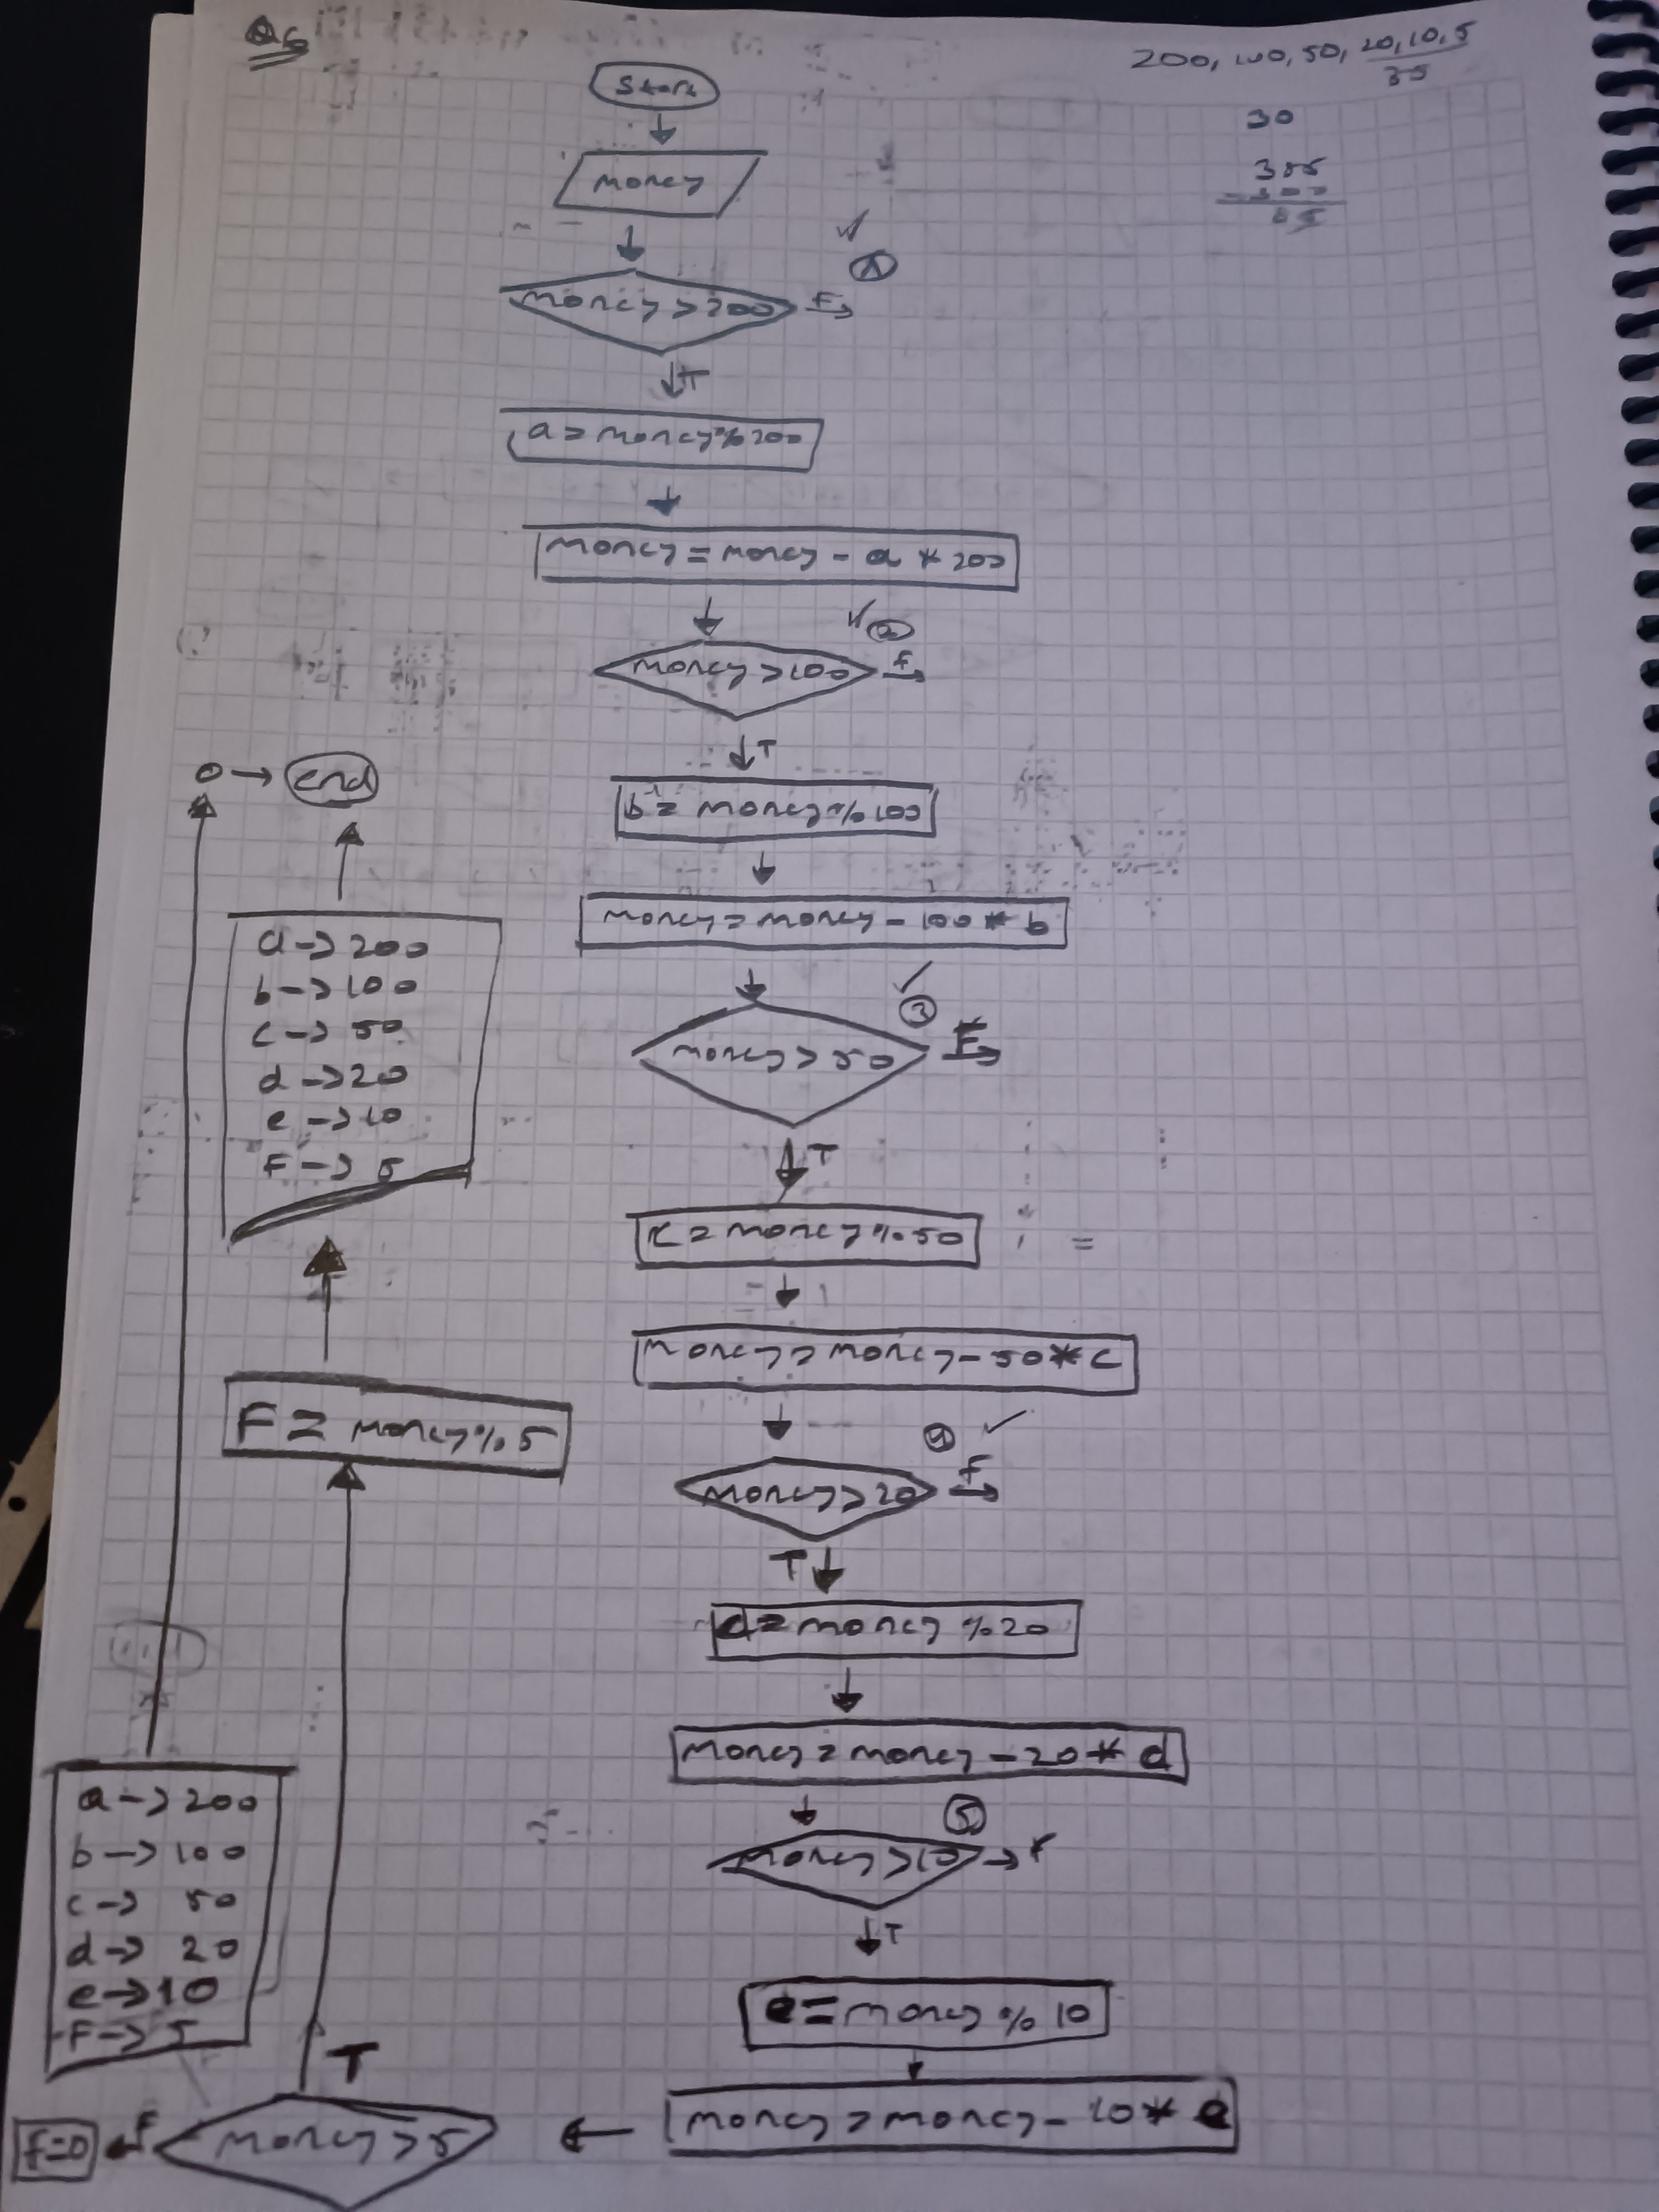 Q6
200, 100, 50, 20, 10, 5
35
30
385
85
Start
money
1
money > 200 F
T
a = money % 200
money = money - a * 200
2
money > 100 f
T
b = money % 100
money = money - 100 * b
3
money > 50 F
T
c = money % 50
money = money - 50 * c
4
money > 20 f
T
d = money % 20
money = money - 20 * d
5
money > 10 → f
T
e = money % 10
money = money - 10 * e
money > 5
T
F
f = 0
F = money % 5
a → 200
b → 100
c → 50
d → 20
e → 10
F → 5
→ end
a → 200
b → 100
c → 50
d → 20
e → 10
F → 5